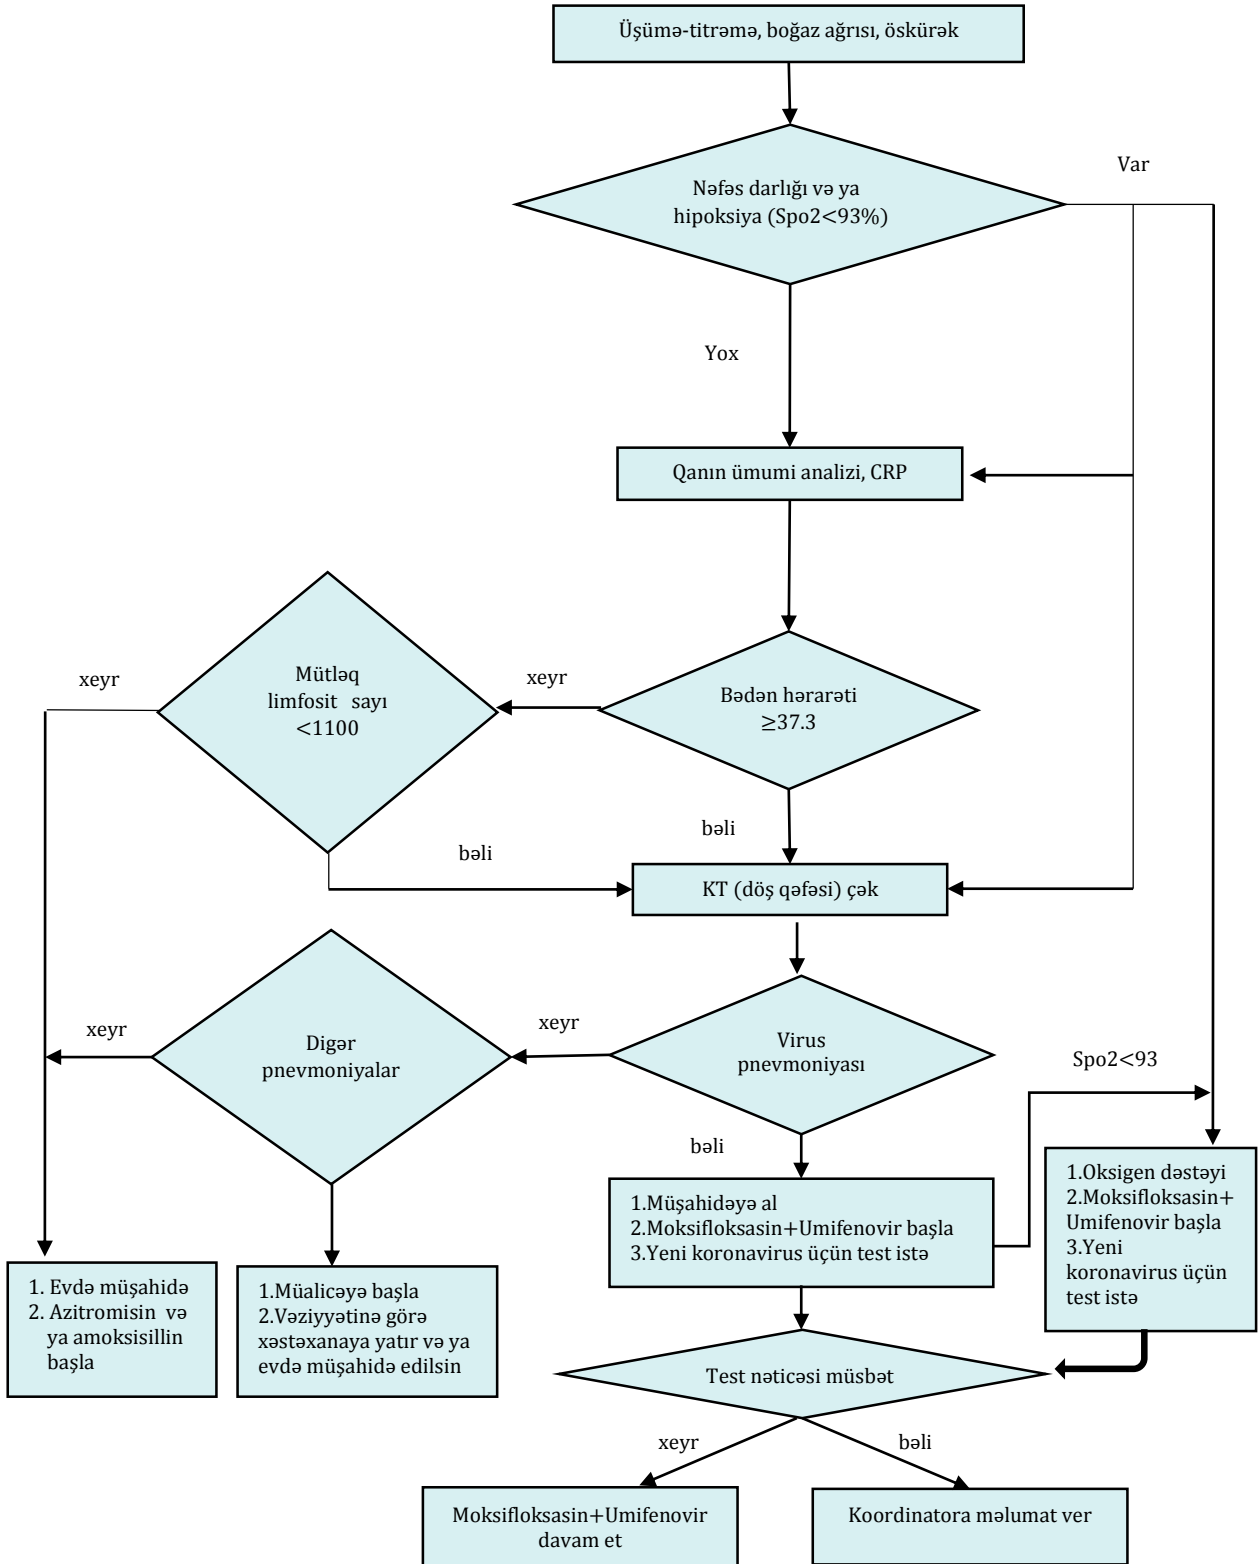 Üşümə-titrəmə, boğaz ağrısı, öskürək
Var
Nəfəs darlığı və ya
hipoksiya (Spo2<93%)
Yox
Qanın ümumi analizi, CRP
xeyr
Mütləq
limfosit sayı
<1100
xeyr
Bədən hərarəti
≥37.3
bəli
bəli
KT (döş qəfəsi) çək
xeyr
Digər
pnevmoniyalar
xeyr
Virus
pnevmoniyası
Spo2<93
bəli
1.Müşahidəyə al
2.Moksifloksasin+Umifenovir başla
3.Yeni koronavirus üçün test istə
1.Oksigen dəstəyi
2.Moksifloksasin+
Umifenovir başla
3.Yeni
koronavirus üçün
test istə
1. Evdə müşahidə
2. Azitromisin və
ya amoksisillin
başla
1.Müalicəyə başla
2.Vəziyyətinə görə
xəstəxanaya yatır və ya
evdə müşahidə edilsin
Test nəticəsi müsbət
xeyr
bəli
Moksifloksasin+Umifenovir
davam et
Koordinatora məlumat ver